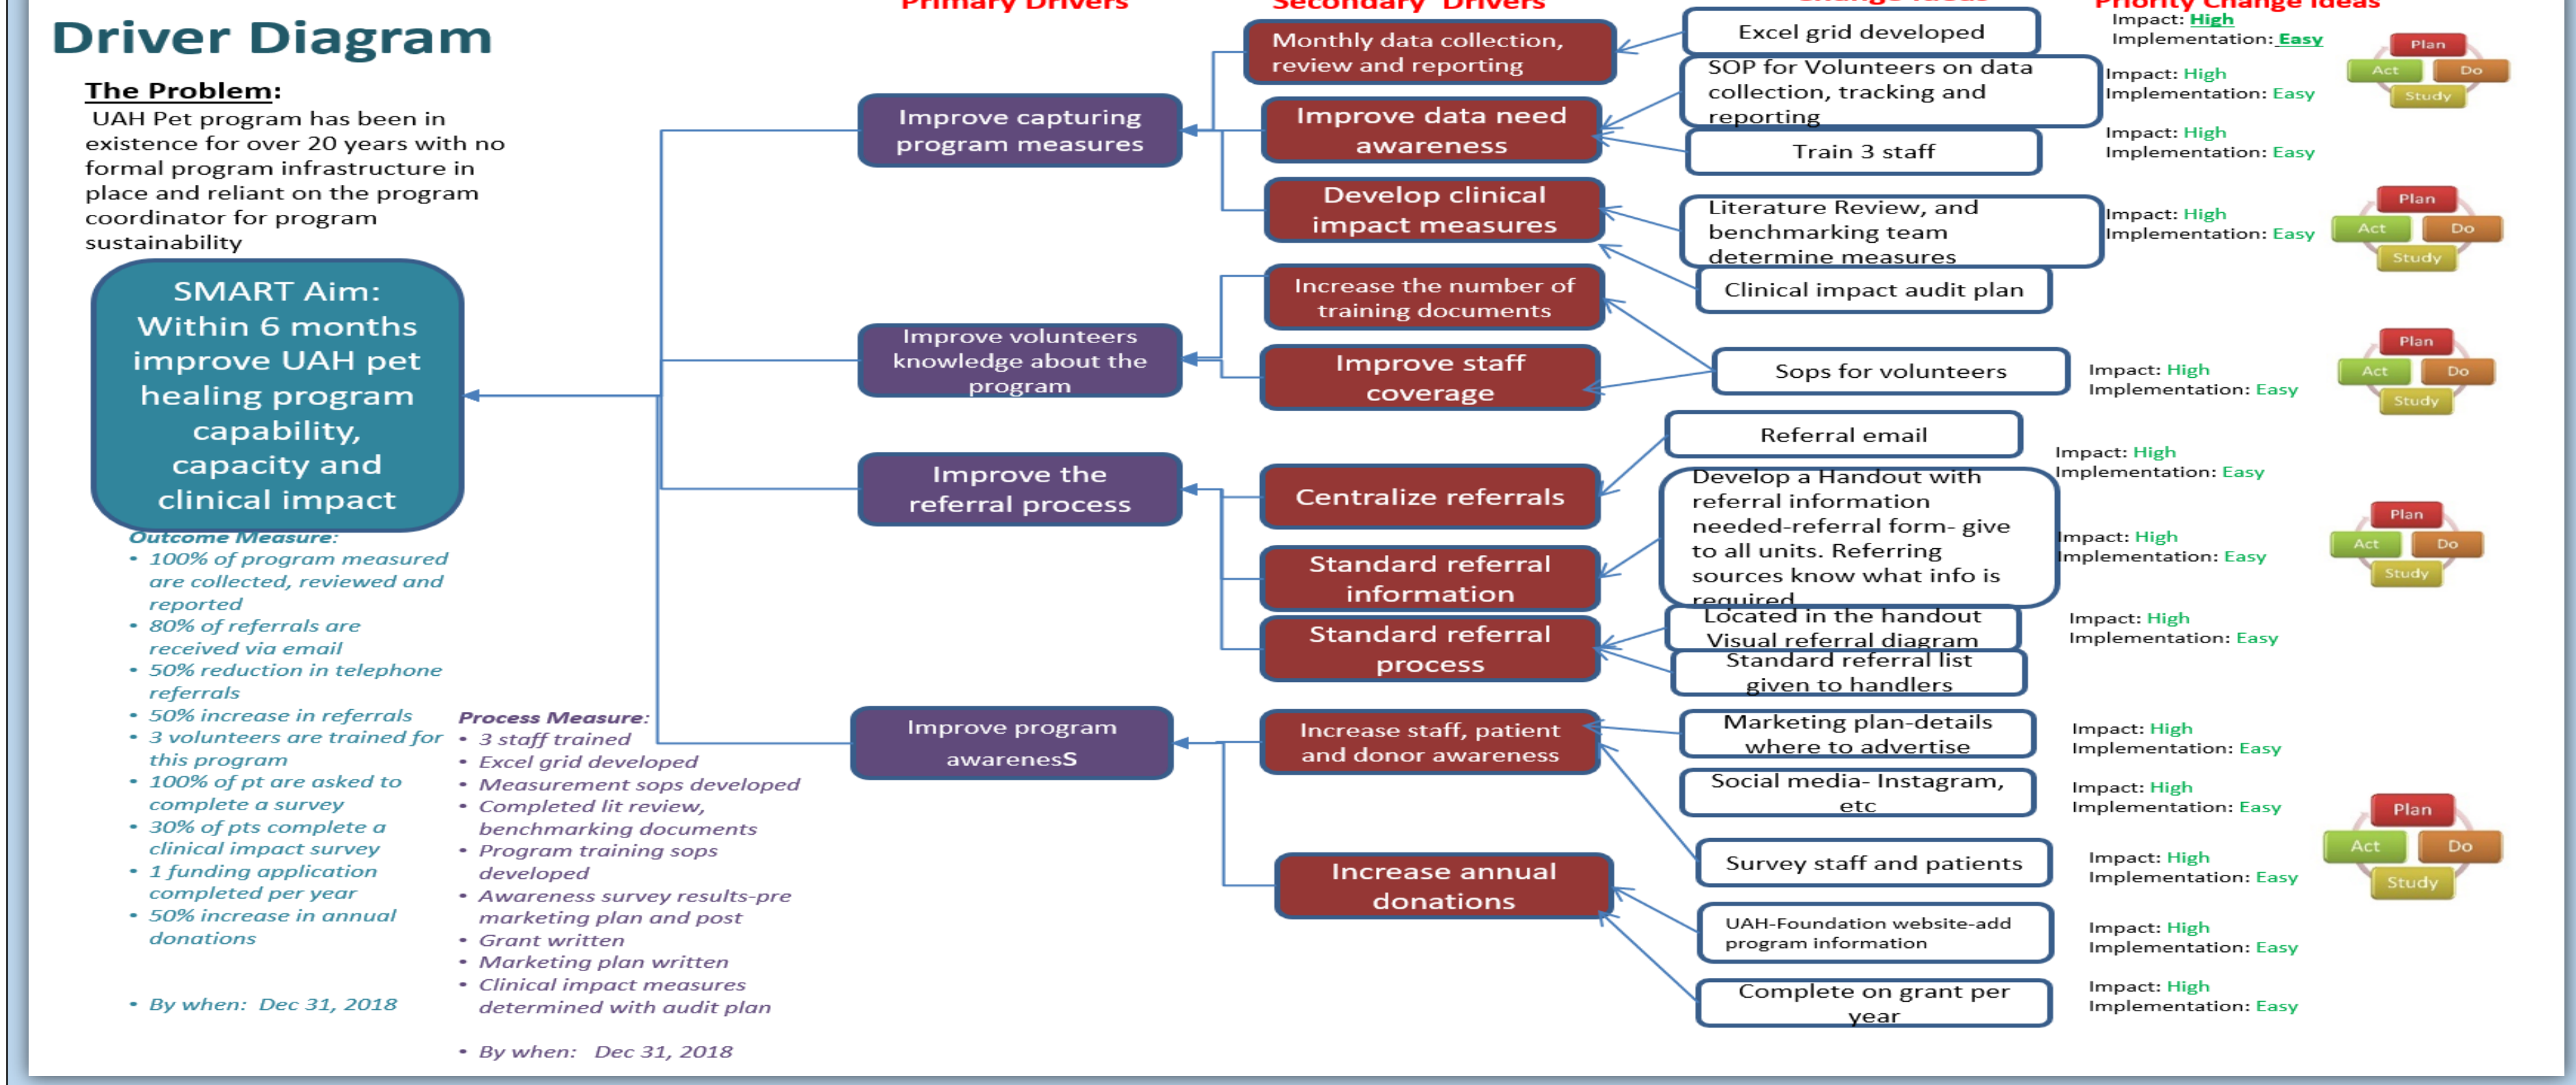 Primary Drivers
Secondary Drivers
Change Ideas
Priority Change Ideas
Driver Diagram
The Problem:
UAH Pet program has been in
existence for over 20 years with no
formal program infrastructure in
place and reliant on the program
coordinator for program
sustainability
SMART Aim:
Within 6 months
improve UAH pet
healing program
capability,
capacity and
clinical impact
Outcome Measure:
• 100% of program measured
are collected, reviewed and
reported
• 80% of referrals are
received via email
• 50% reduction in telephone
referrals
• 50% increase in referrals
• 3 volunteers are trained for
this program
• 100% of pt are asked to
complete a survey
• 30% of pts complete a
clinical impact survey
• 1 funding application
completed per year
• 50% increase in annual
donations
• By when: Dec 31, 2018
Process Measure:
• 3 staff trained
• Excel grid developed
• Measurement sops developed
• Completed lit review,
benchmarking documents
• Program training sops
developed
• Awareness survey results-pre
marketing plan and post
• Grant written
• Marketing plan written
• Clinical impact measures
determined with audit plan
• By when: Dec 31, 2018
Improve capturing
program measures
Improve volunteers
knowledge about the
program
Improve the
referral process
Improve program
awareness
Monthly data collection,
review and reporting
Improve data need
awareness
Develop clinical
impact measures
Increase the number of
training documents
Improve staff
coverage
Centralize referrals
Standard referral
information
Standard referral
process
Increase staff, patient
and donor awareness
Increase annual
donations
Excel grid developed
SOP for Volunteers on data
collection, tracking and
reporting
Train 3 staff
Literature Review, and
benchmarking team
determine measures
Clinical impact audit plan
Sops for volunteers
Referral email
Develop a Handout with
referral information
needed-referral form- give
to all units. Referring
sources know what info is
required
Located in the handout
Visual referral diagram
Standard referral list
given to handlers
Marketing plan-details
where to advertise
Social media- Instagram,
etc
Survey staff and patients
UAH-Foundation website-add
program information
Complete on grant per
year
Impact: High
Implementation: Easy
Impact: High
Implementation: Easy
Impact: High
Implementation: Easy
Impact: High
Implementation: Easy
Impact: High
Implementation: Easy
Impact: High
Implementation: Easy
Impact: High
Implementation: Easy
Impact: High
Implementation: Easy
Impact: High
Implementation: Easy
Impact: High
Implementation: Easy
Impact: High
Implementation: Easy
Impact: High
Implementation: Easy
Impact: High
Implementation: Easy
Plan
Act Do
Study
Plan
Act Do
Study
Plan
Act Do
Study
Plan
Act Do
Study
Plan
Act Do
Study